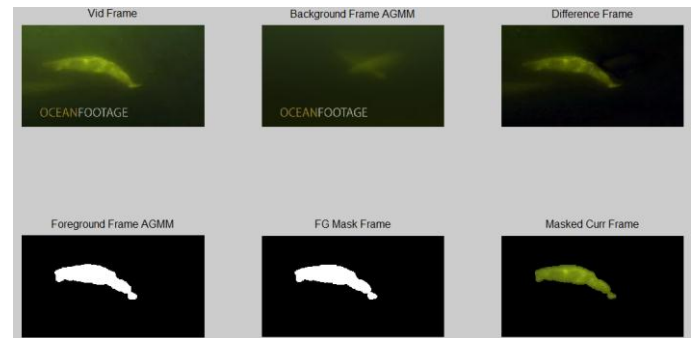 Vid Frame
Background Frame AGMM
Difference Frame
OCEANFOOTAGE
OCEANFOOTAGE
Foreground Frame AGMM
FG Mask Frame
Masked Curr Frame